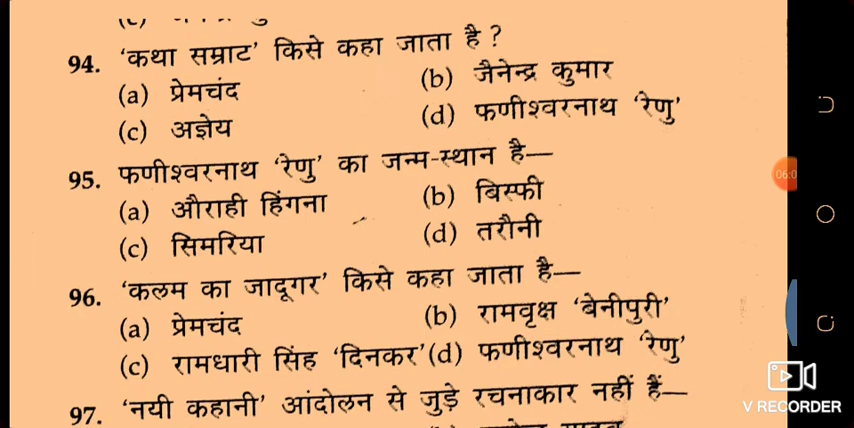 94. ‘कथा सम्राट’ किसे कहा जाता है ?
(a) प्रेमचंद (b) जैनेन्द्र कुमार
(c) अज्ञेय (d) फणीश्वरनाथ ‘रेणु’
95. फणीश्वरनाथ ‘रेणु’ का जन्म-स्थान है—
(a) औराही हिंगना (b) बिस्फी
(c) सिमरिया (d) तरौनी
96. ‘कलम का जादूगर’ किसे कहा जाता है—
(a) प्रेमचंद (b) रामवृक्ष ‘बेनीपुरी’
(c) रामधारी सिंह ‘दिनकर’ (d) फणीश्वरनाथ ‘रेणु’
97. ‘नयी कहानी’ आंदोलन से जुड़े रचनाकार नहीं हैं—
V RECORDER